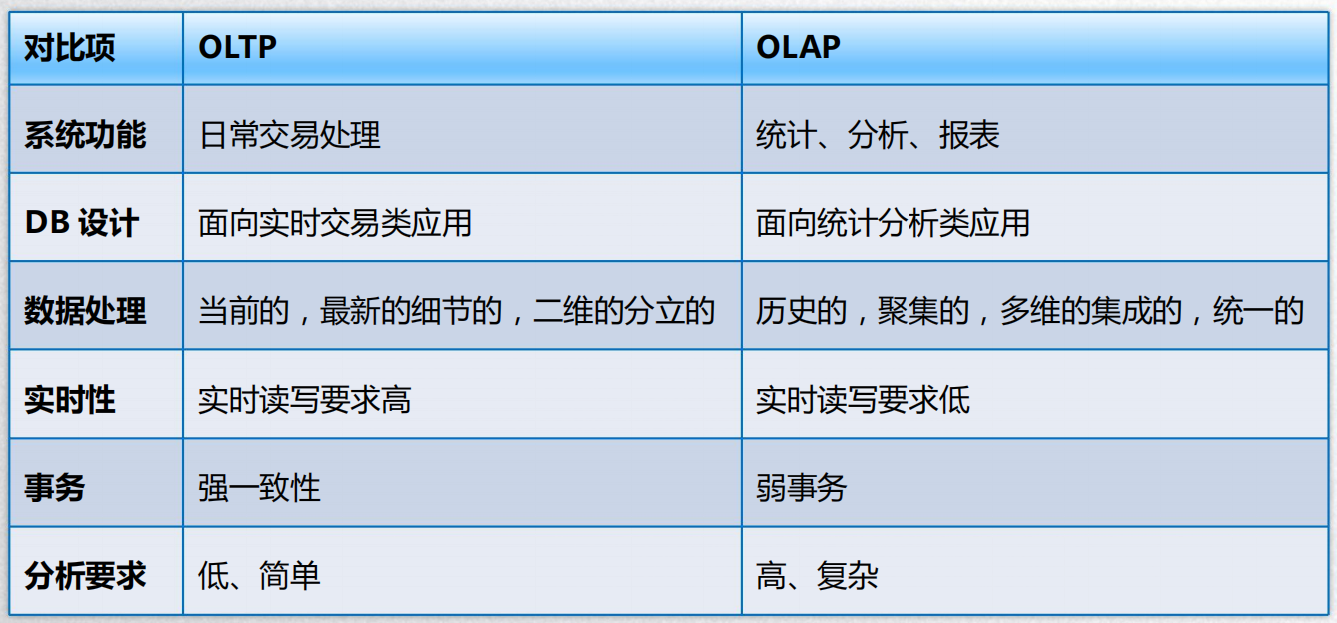 对比项 OLTP OLAP
系统功能 日常交易处理 统计、分析、报表
DB 设计 面向实时交易类应用 面向统计分析类应用
数据处理 当前的，最新的细节的，二维的分立的 历史的，聚集的，多维的集成的，统一的
实时性 实时读写要求高 实时读写要求低
事务 强一致性 弱事务
分析要求 低、简单 高、复杂